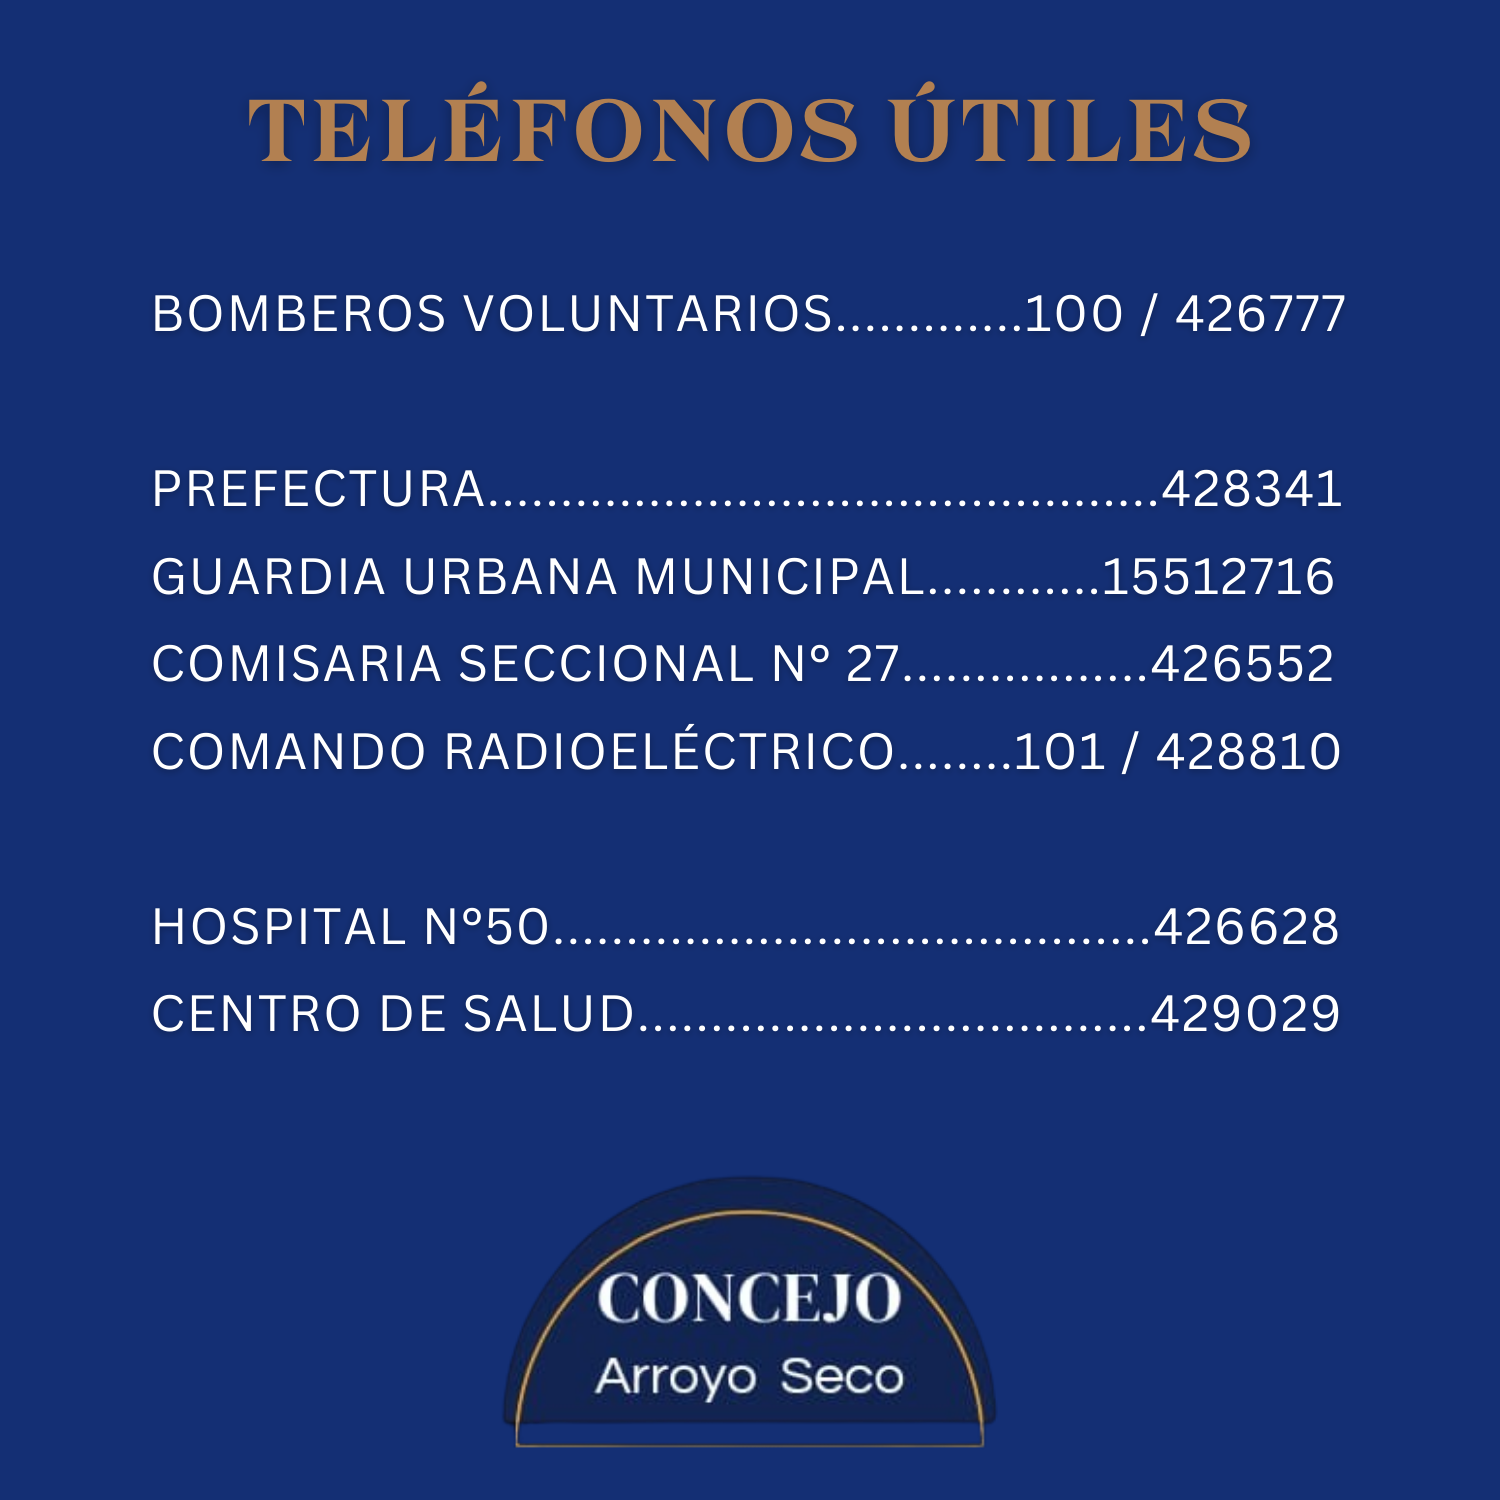 TELÉFONOS ÚTILES
BOMBEROS VOLUNTARIOS.............100 / 426777
PREFECTURA..............................................428341
GUARDIA URBANA MUNICIPAL............15512716
COMISARIA SECCIONAL Nº 27.................426552
COMANDO RADIOELÉCTRICO........101 / 428810
HOSPITAL Nº50.........................................426628
CENTRO DE SALUD...................................429029
CONCEJO
Arroyo Seco